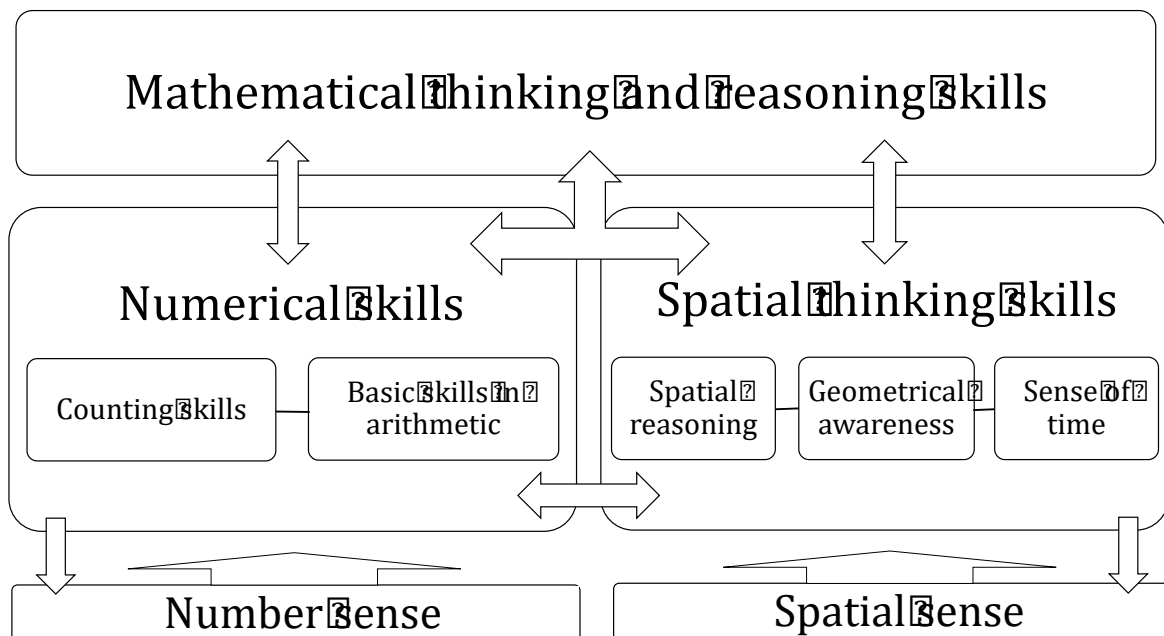 Mathematical thinking and reasoning skills
Numerical skills
Spatial thinking skills
Counting skills
Basic skills in
arithmetic
Spatial
reasoning
Geometrical
awareness
Sense of
time
Number sense
Spatial sense